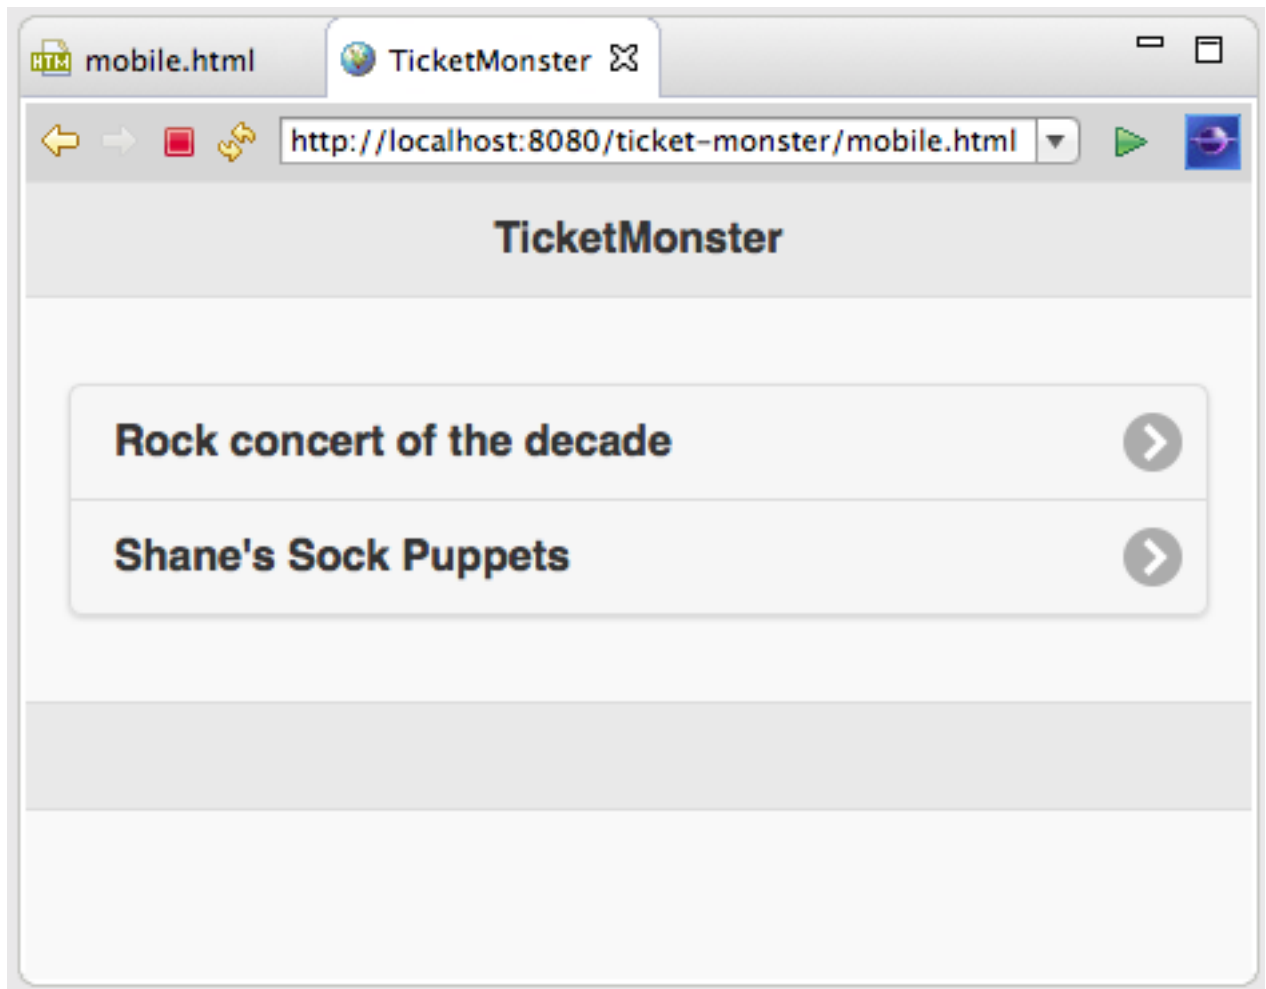 mobile.html
TicketMonster
http://localhost:8080/ticket-monster/mobile.html
TicketMonster
Rock concert of the decade
Shane's Sock Puppets